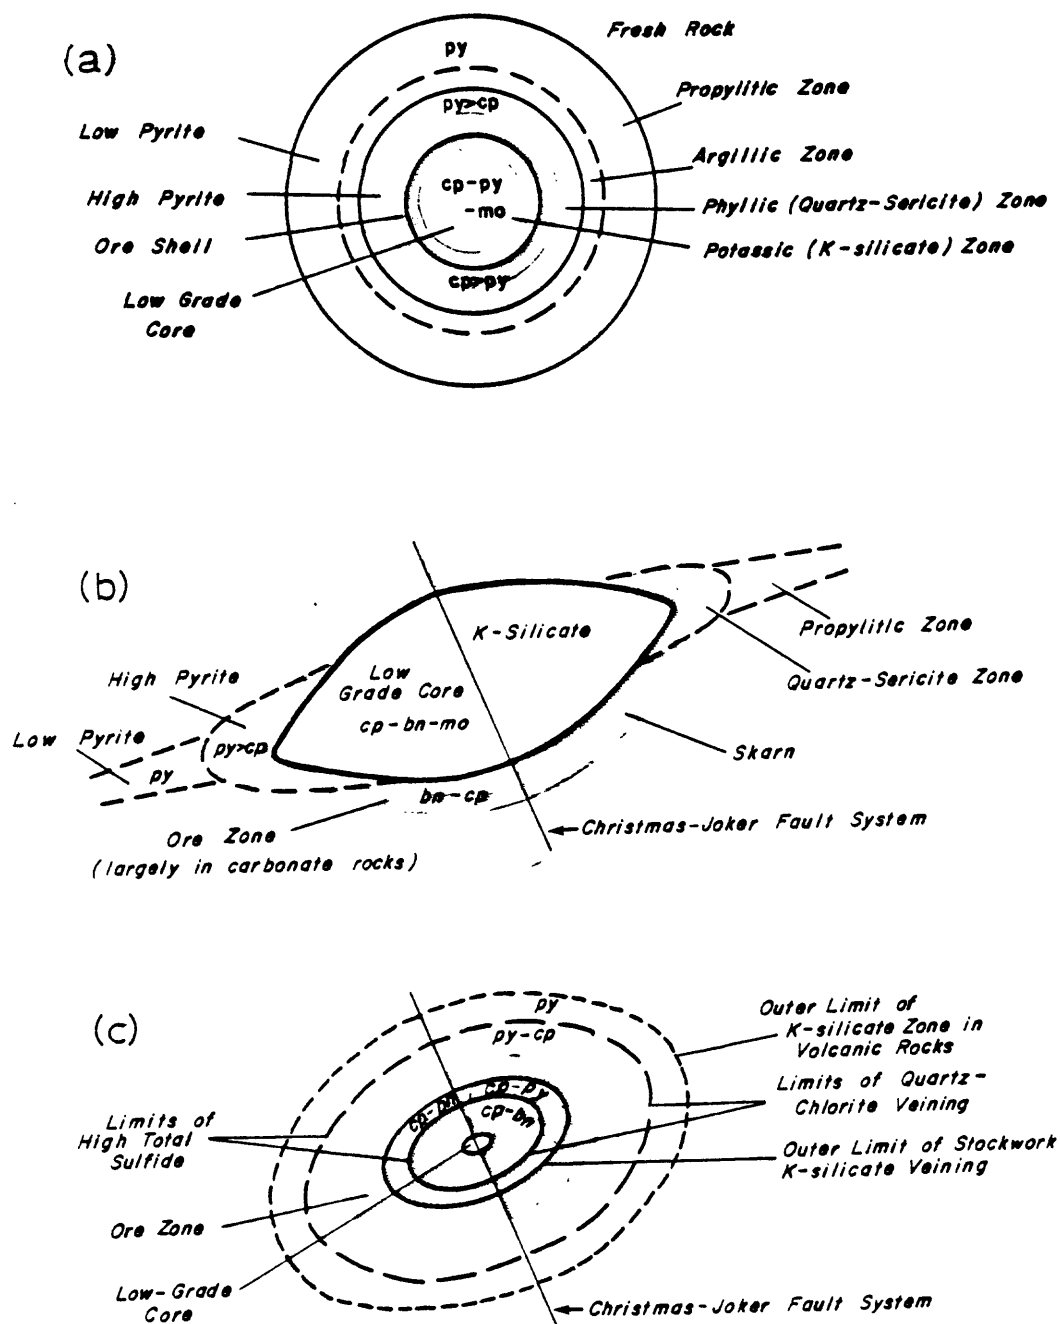 (a)
Fresh Rock
py
Propylitic Zone
py>cp
Low Pyrite
Argillic Zone
High Pyrite
cp-py
-mo
Phyllic (Quartz-Sericite) Zone
Ore Shell
Potassic (K-silicate) Zone
cp>py
Low Grade
Core
(b)
K-Silicate
Propylitic Zone
Low
Grade Core
High Pyrite
Quartz-Sericite Zone
cp-bn-mo
Low Pyrite
py>cp
Skarn
py
bn-cp
Ore Zone
(largely in carbonate rocks)
Christmas-Joker Fault System
(c)
py
Outer Limit of
K-silicate Zone in
Volcanic Rocks
py-cp
Limits of Quartz-
Chlorite Veining
cp-bn
cp-py
cp-bn
Limits of
High Total
Sulfide
Outer Limit of Stockwork
K-silicate Veining
Ore Zone
Low-Grade
Core
Christmas-Joker Fault System